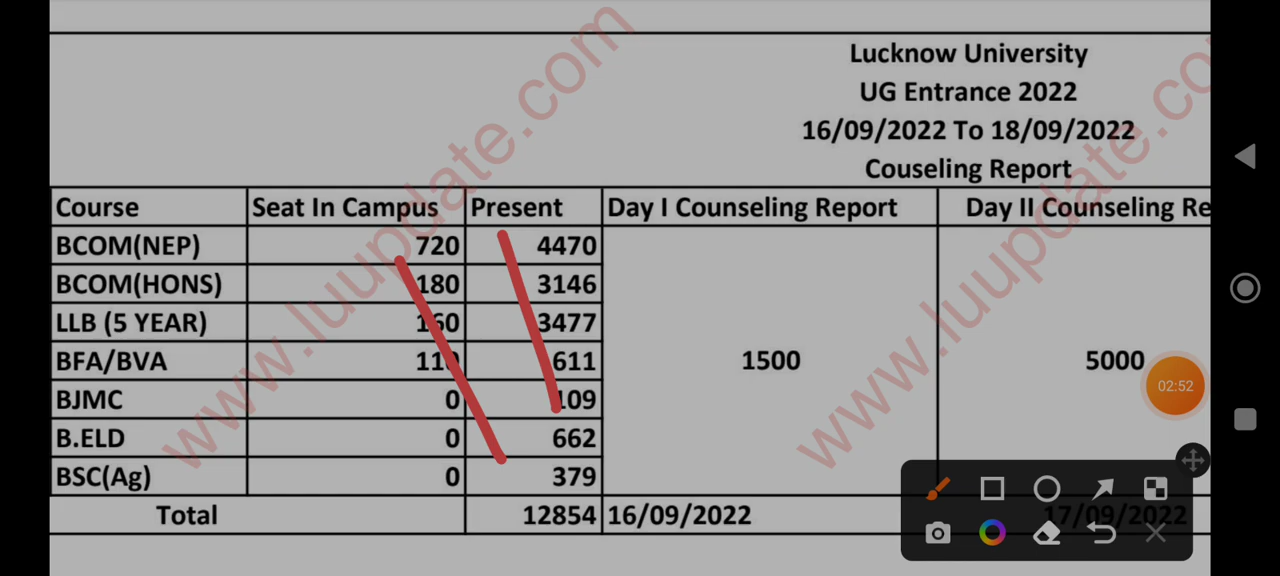 Lucknow University
UG Entrance 2022
16/09/2022 To 18/09/2022
Couseling Report
Course Seat In Campus Present Day I Counseling Report Day II Counseling Re
BCOM(NEP) 720 4470
BCOM(HONS) 180 3146
LLB (5 YEAR) 160 3477
BFA/BVA 110 611 1500 5000
BJMC 0 109
B.ELD 0 662
BSC(Ag) 0 379
Total 12854 16/09/2022 17/09/2022
02:52
www.luupdate.com
www.luupdate.co